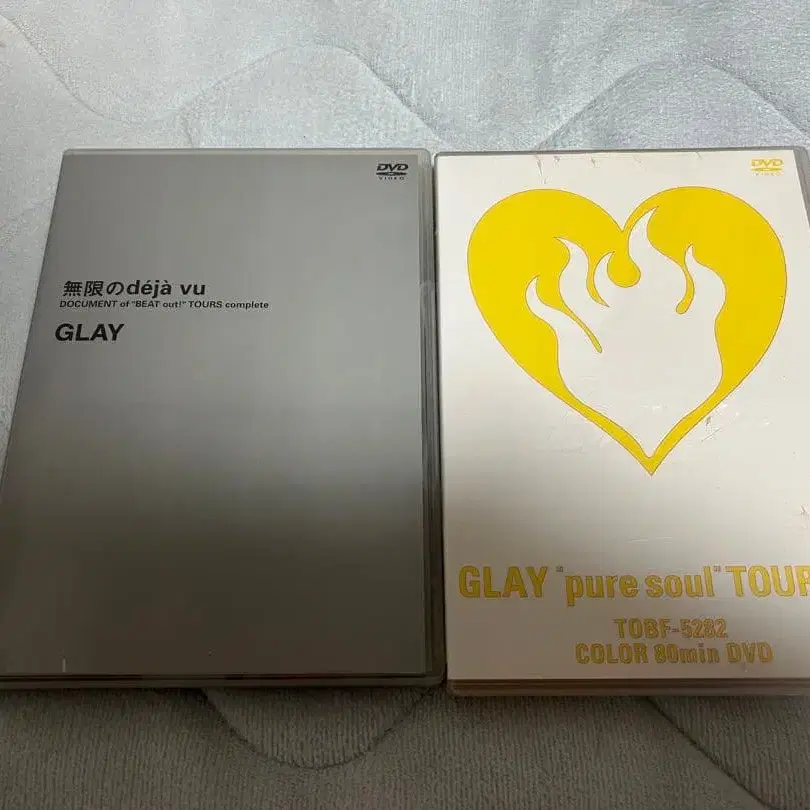 DVD
VIDEO
無限のdéjà vu
DOCUMENT of "BEAT out!" TOURS complete
GLAY
DVD
VIDEO
GLAY "pure soul" TOUR
TOBF-5282
COLOR 80min DVD